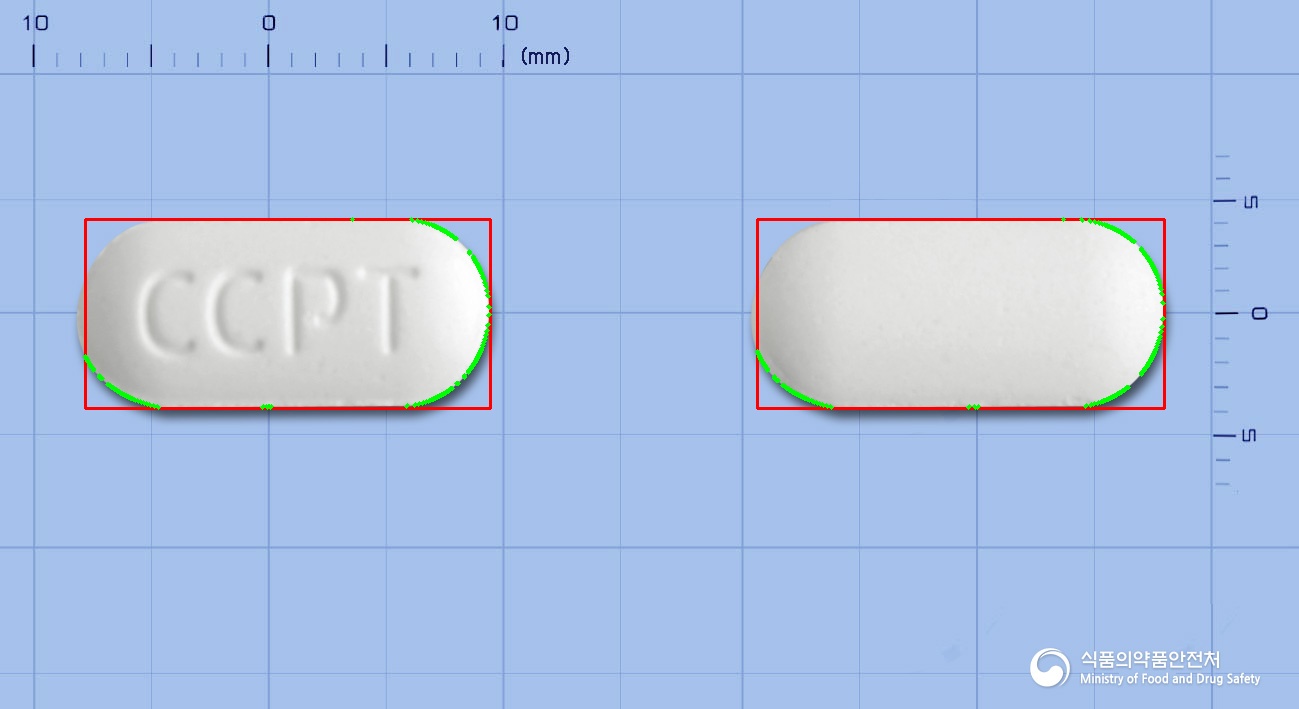 10 0 10
(mm)
CCPT
5
0
5
식품의약품안전처
Ministry of Food and Drug Safety